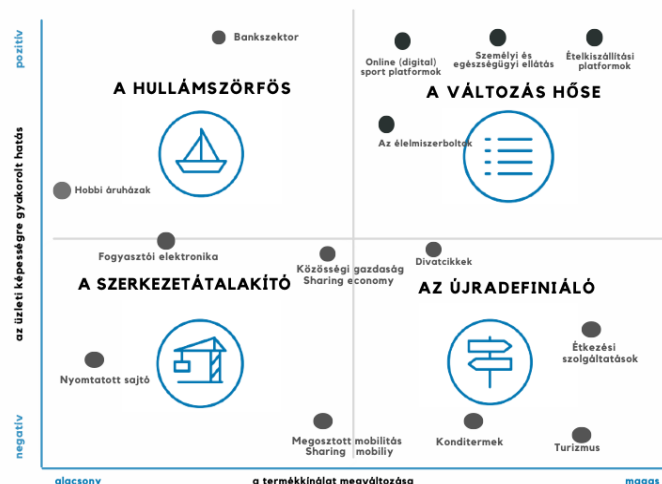 pozitív
Bankszektor
Online (digital)
sport platformok
Személyi és
egészségügyi ellátás
Ételkiszállítási
platformok
A HULLÁMSZÖRFÖS
A VÁLTOZÁS HŐSE
Az élelmiszerboltok
Hobbi áruházak
az üzleti képességre gyakorolt hatás
Fogyasztói elektronika
Közösségi gazdaság
Sharing economy
Divatcikkek
A SZERKEZETÁTALAKÍTÓ
AZ ÚJRADEFINIÁLÓ
Étkezési
szolgáltatások
Nyomtatott sajtó
negatív
Megosztott mobilitás
Sharing mobiliy
Konditermek
Turizmus
alacsony
a termékkínálat megváltozása
magas